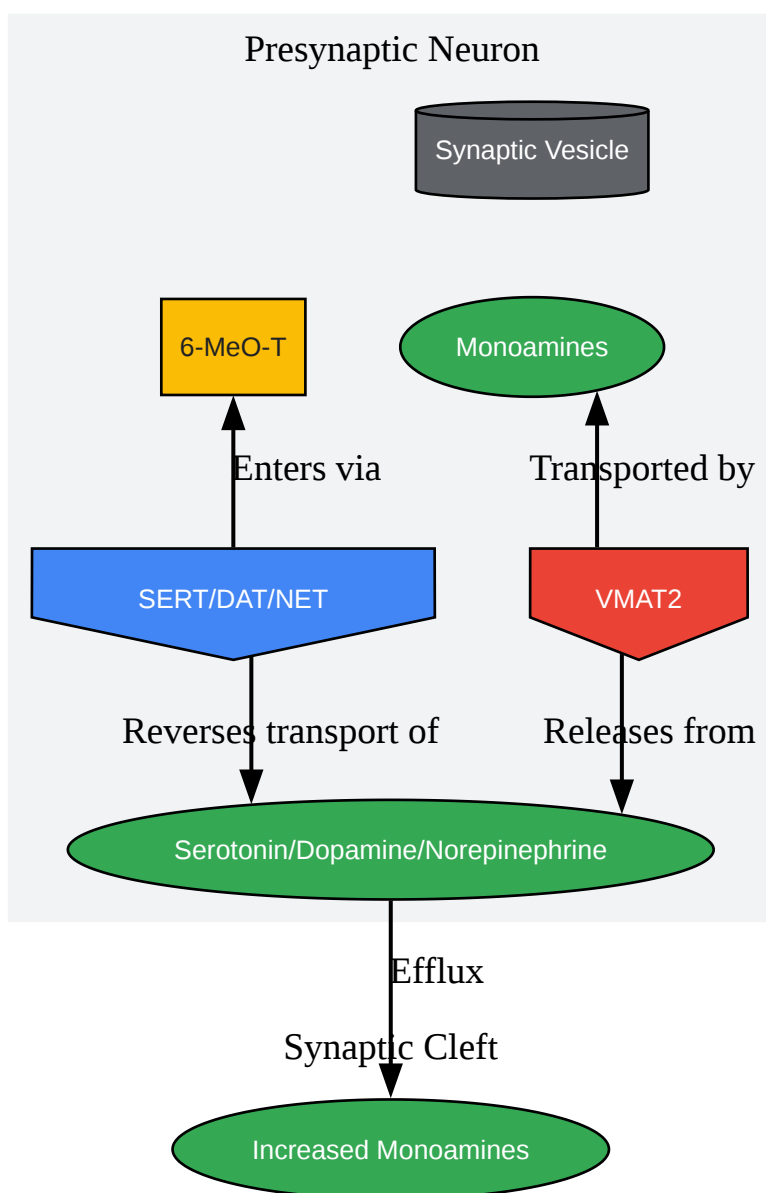 Presynaptic Neuron
Synaptic Vesicle
6-MeO-T
Monoamines
Enters via
Transported by
SERT/DAT/NET
VMAT2
Reverses transport of
Releases from
Serotonin/Dopamine/Norepinephrine
Efflux
Synaptic Cleft
Increased Monoamines